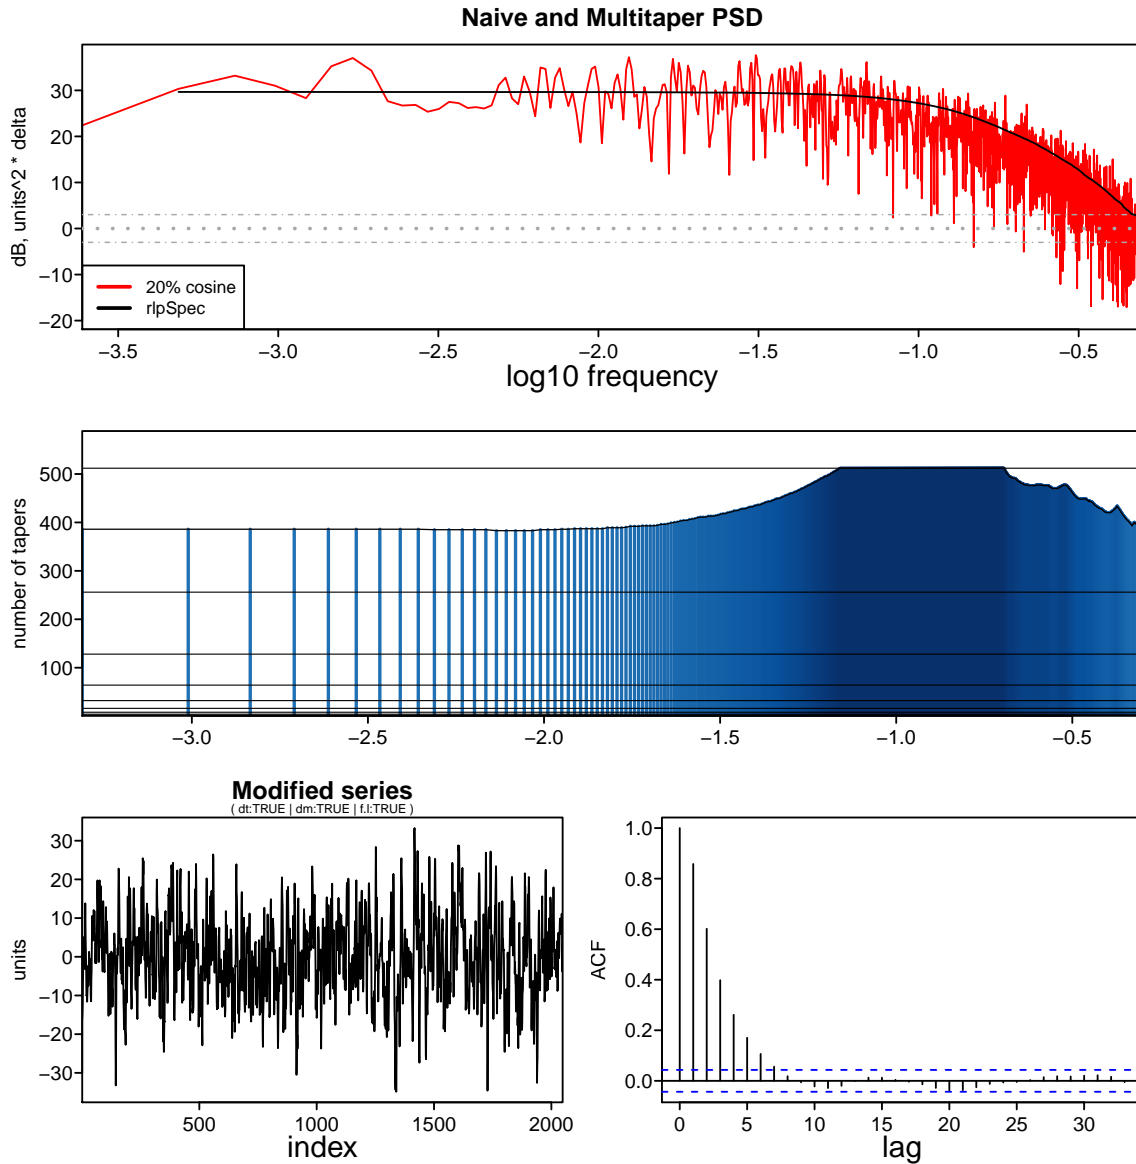 Naive and Multitaper PSD
dB, units^2 * delta
30
20
10
0
−10
−20
20% cosine
rlpSpec
−3.5 −3.0 −2.5 −2.0 −1.5 −1.0 −0.5
log10 frequency
number of tapers
500
400
300
200
100
−3.0 −2.5 −2.0 −1.5 −1.0 −0.5
Modified series
( dt:TRUE | dm:TRUE | f.l:TRUE )
units
30
20
10
0
−10
−20
−30
500 1000 1500 2000
index
ACF
1.0
0.8
0.6
0.4
0.2
0.0
0 5 10 15 20 25 30
lag